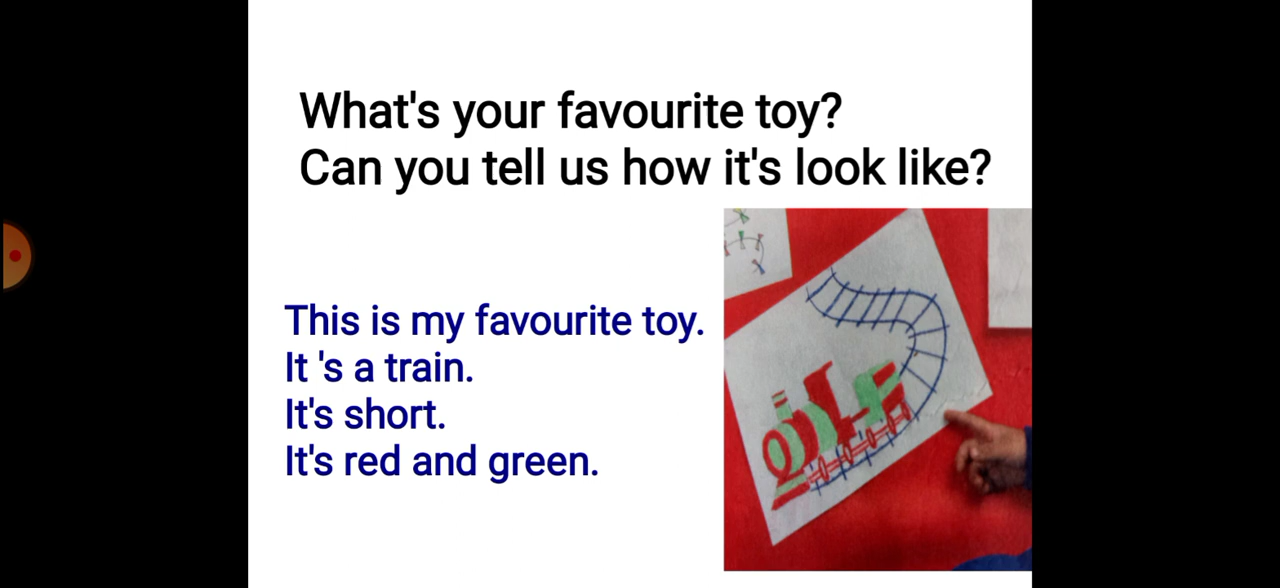 What's your favourite toy?
Can you tell us how it's look like?
This is my favourite toy.
It 's a train.
It's short.
It's red and green.